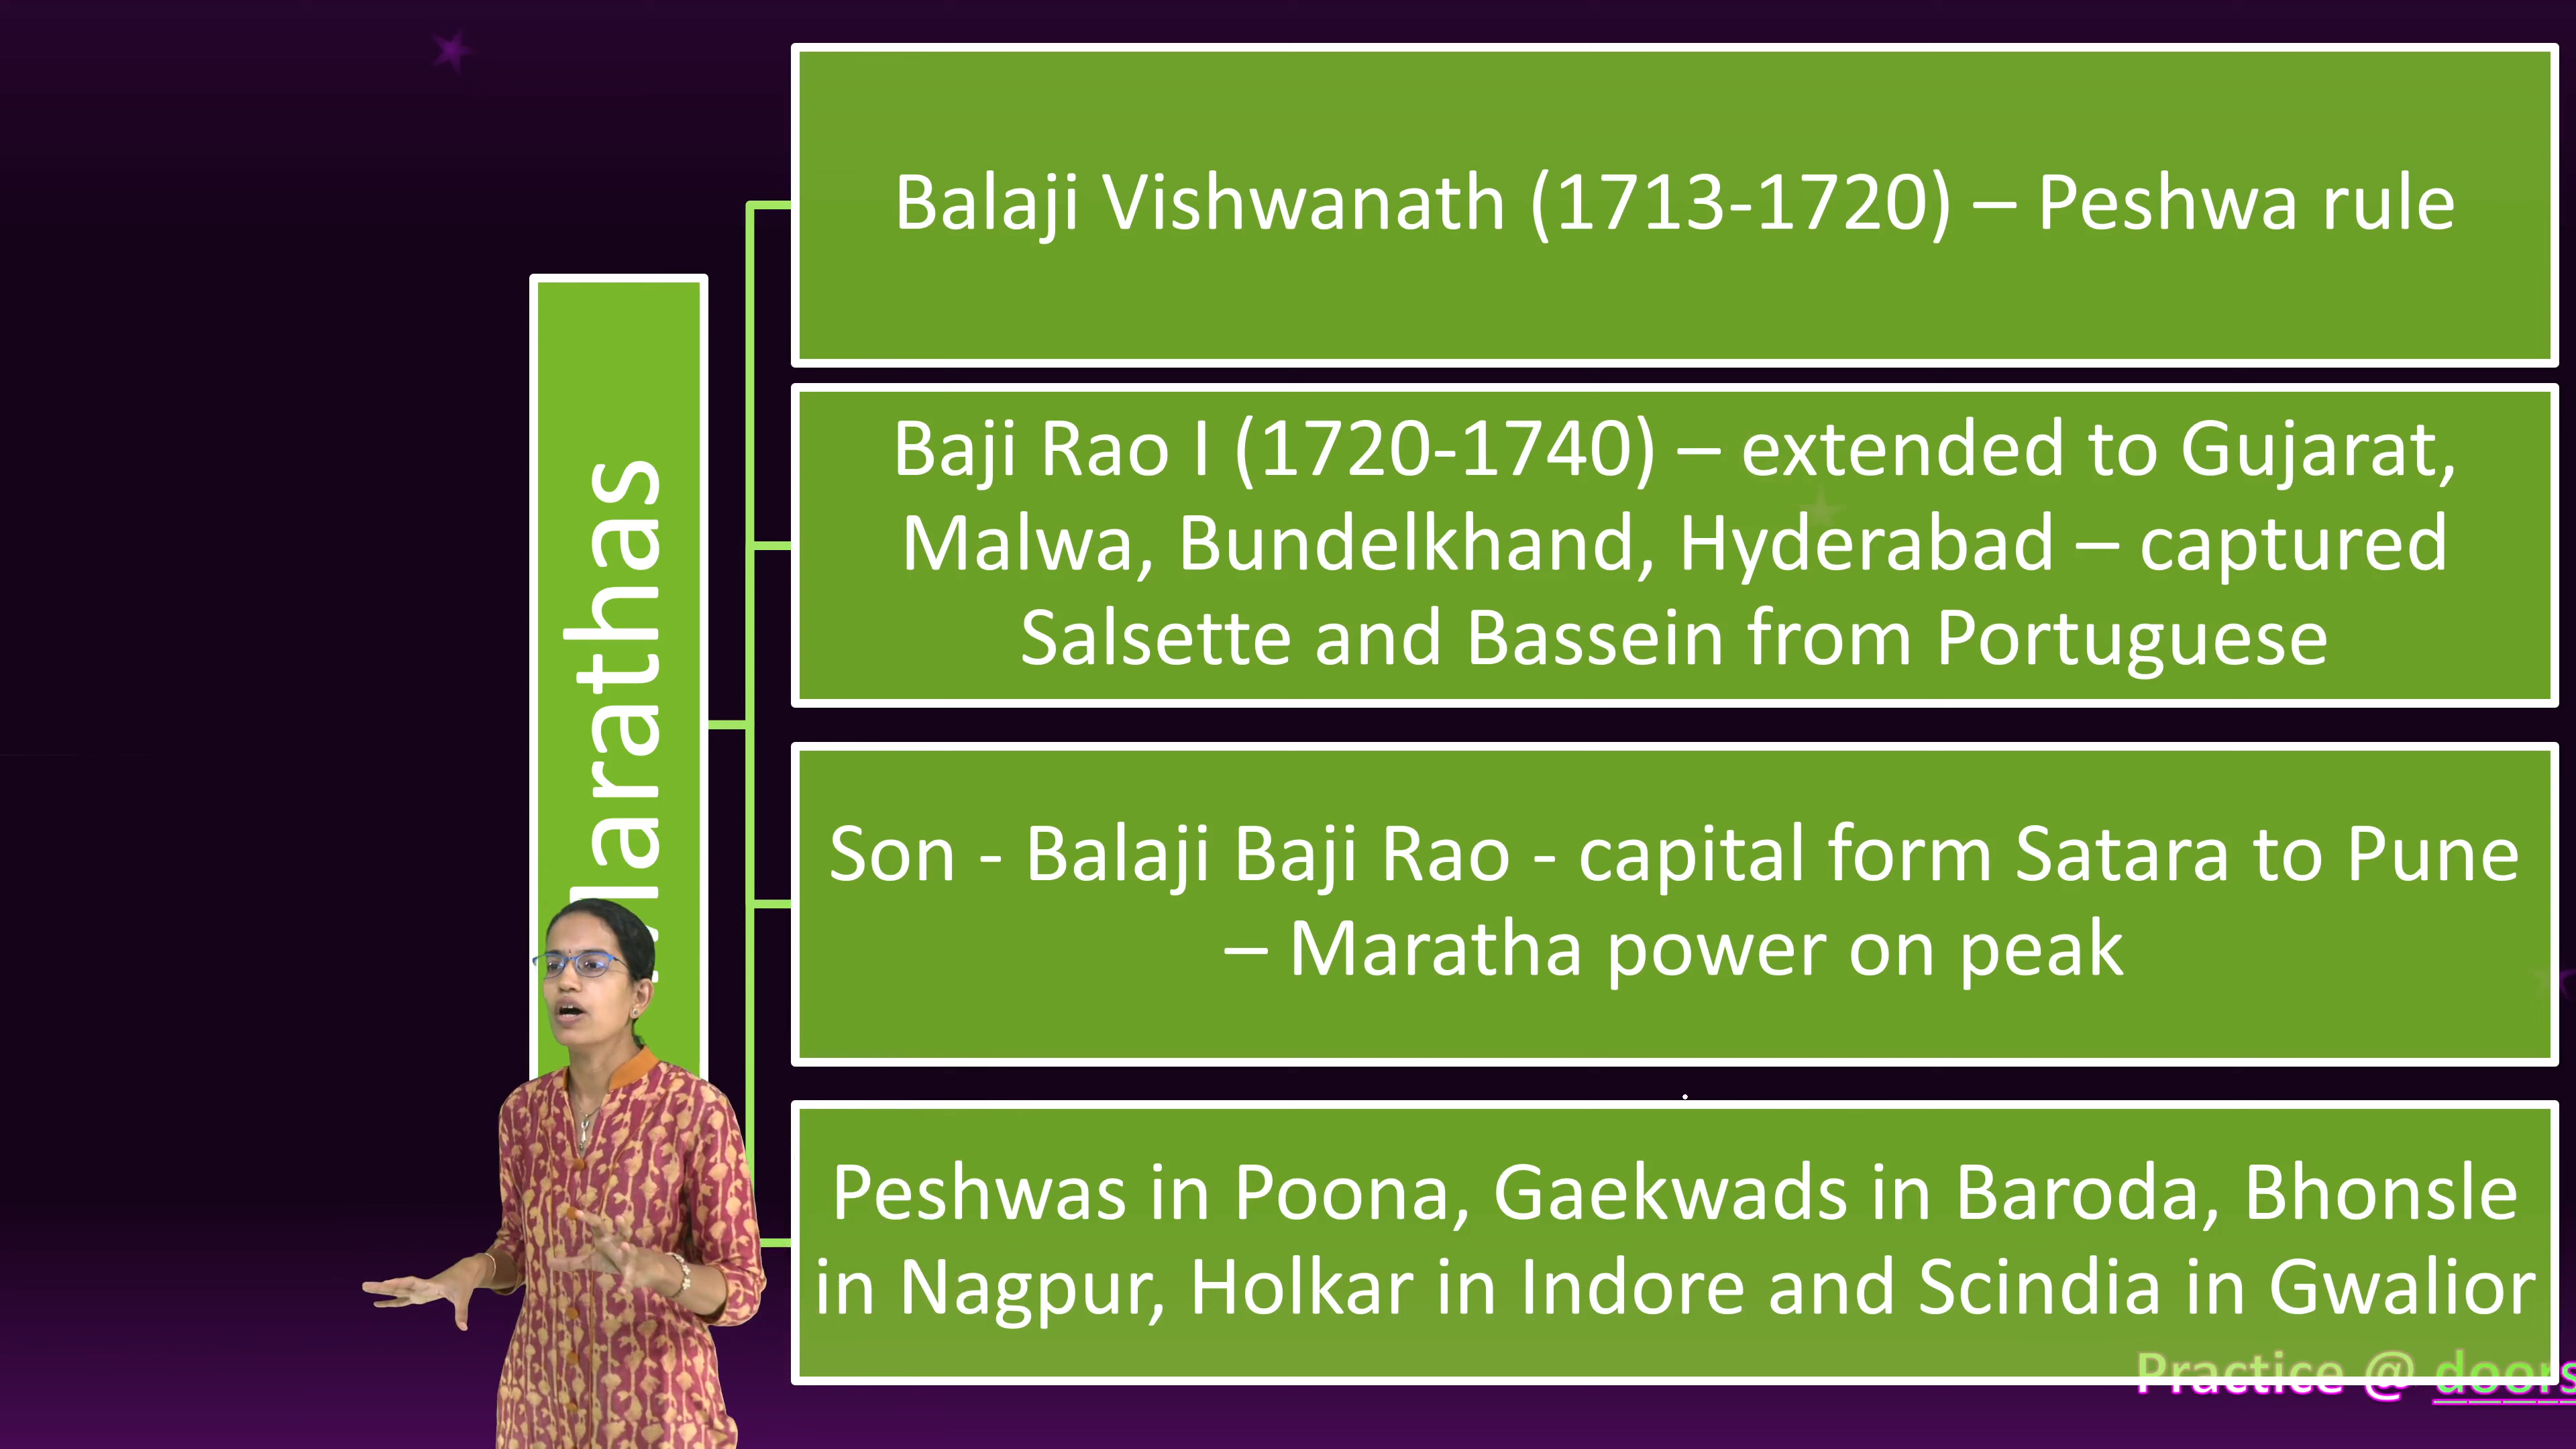 Marathas
Balaji Vishwanath (1713-1720) – Peshwa rule
Baji Rao I (1720-1740) – extended to Gujarat,
Malwa, Bundelkhand, Hyderabad – captured
Salsette and Bassein from Portuguese
Son - Balaji Baji Rao - capital form Satara to Pune
– Maratha power on peak
Peshwas in Poona, Gaekwads in Baroda, Bhonsle
in Nagpur, Holkar in Indore and Scindia in Gwalior
Practice @ doors